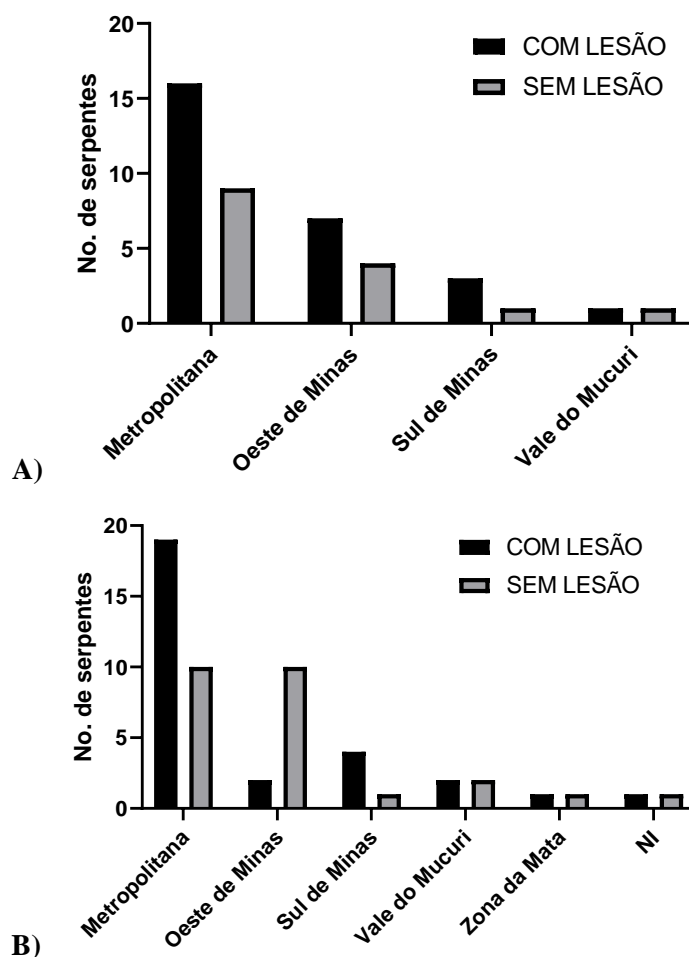 20
COM LESÃO
SEM LESÃO
15
10
5
0
No. de serpentes
Metropolitana
Oeste de Minas
Sul de Minas
Vale do Mucuri
A)
20
COM LESÃO
SEM LESÃO
15
10
5
0
No. de serpentes
Metropolitana
Oeste de Minas
Sul de Minas
Vale do Mucuri
Zona da Mata
NI
B)